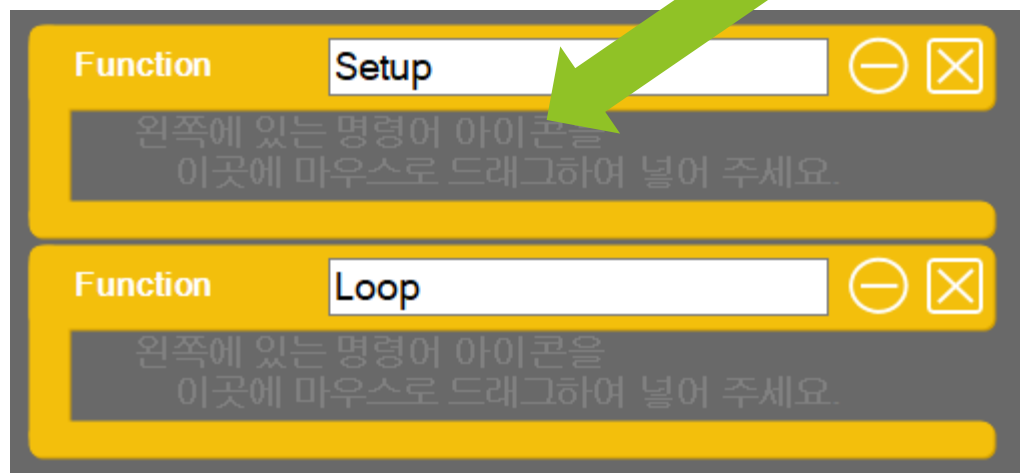 Function Setup
왼쪽에 있는 명령어 아이콘을
이곳에 마우스로 드래그하여 넣어 주세요.
Function Loop
왼쪽에 있는 명령어 아이콘을
이곳에 마우스로 드래그하여 넣어 주세요.